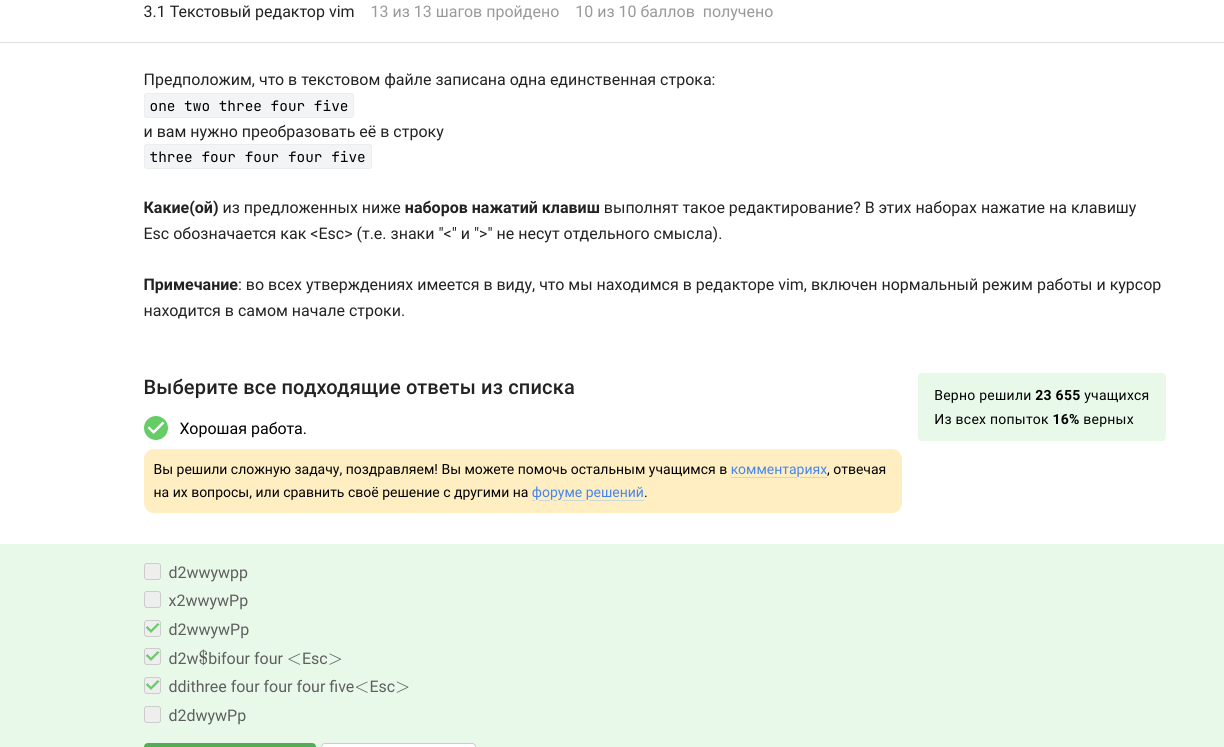 3.1 Текстовый редактор vim 13 из 13 шагов пройдено 10 из 10 баллов получено
Предположим, что в текстовом файле записана одна единственная строка:
one two three four five
и вам нужно преобразовать её в строку
three four four four five
Какие(ой) из предложенных ниже наборов нажатий клавиш выполнят такое редактирование? В этих наборах нажатие на клавишу
Esc обозначается как <Esc> (т.е. знаки "<" и ">" не несут отдельного смысла).
Примечание: во всех утверждениях имеется в виду, что мы находимся в редакторе vim, включен нормальный режим работы и курсор
находится в самом начале строки.
Выберите все подходящие ответы из списка
Верно решили 23 655 учащихся
Из всех попыток 16% верных
Хорошая работа.
Вы решили сложную задачу, поздравляем! Вы можете помочь остальным учащимся в комментариях, отвечая
на их вопросы, или сравнить своё решение с другими на форуме решений.
d2wwywpp
x2wwywPp
d2wwywPp
d2w$bifour four <Esc>
ddithree four four four five<Esc>
d2dwywPp